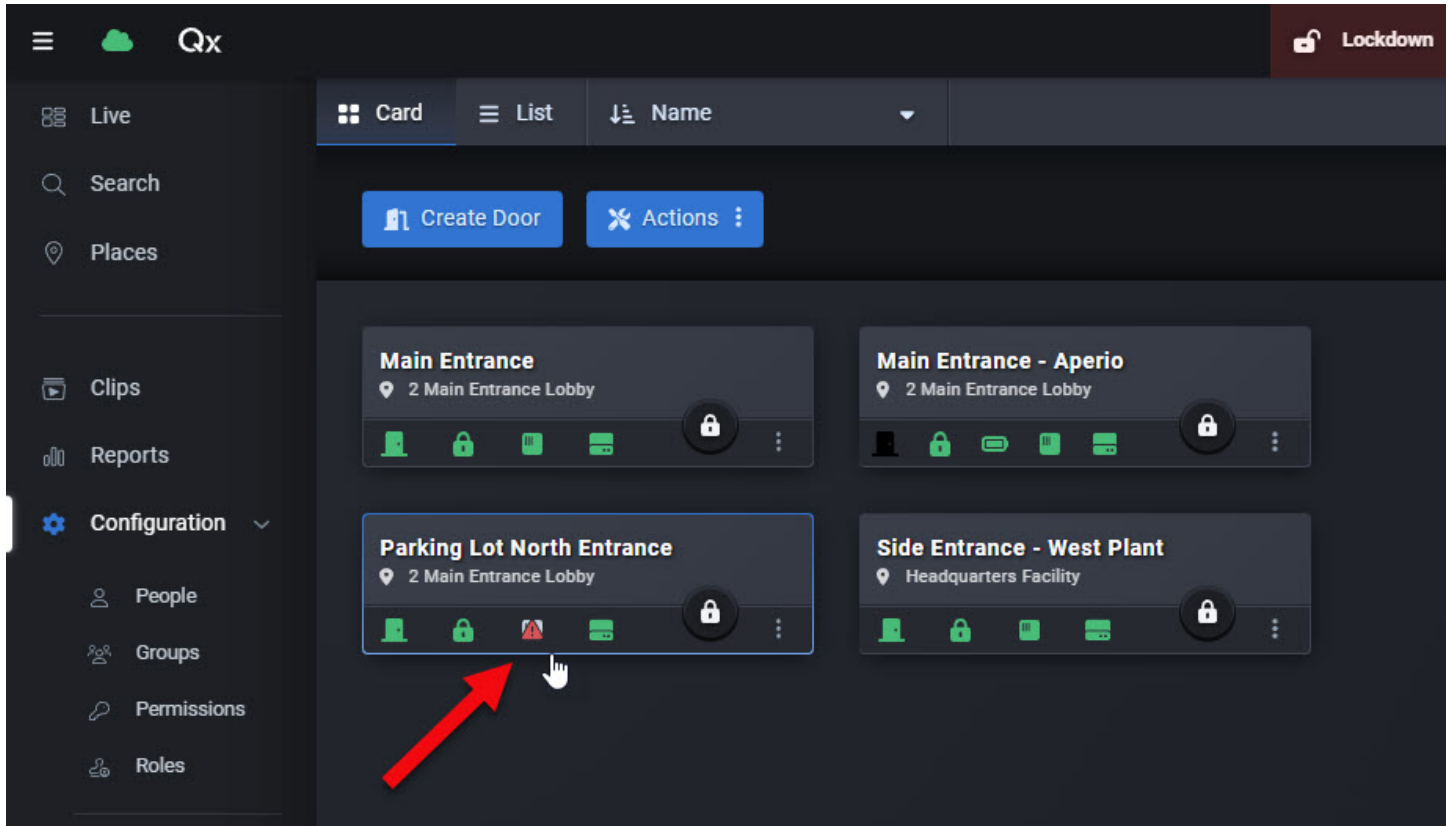 Qx
Lockdown
Live
Search
Places
Clips
Reports
Configuration
People
Groups
Permissions
Roles
Card
List
Name
Create Door
Actions
Main Entrance
2 Main Entrance Lobby
Main Entrance - Aperio
2 Main Entrance Lobby
Parking Lot North Entrance
2 Main Entrance Lobby
Side Entrance - West Plant
Headquarters Facility